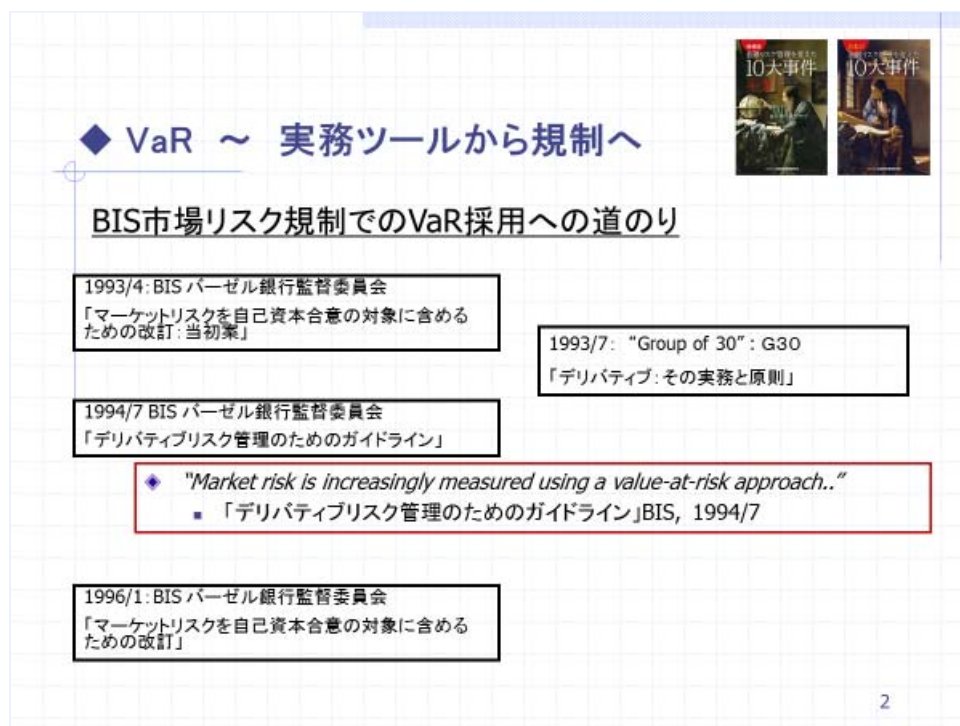 10大事件
10大事件
◆ VaR ～ 実務ツールから規制へ
BIS市場リスク規制でのVaR採用への道のり
1993/4：BIS バーゼル銀行監督委員会
「マーケットリスクを自己資本合意の対象に含める
ための改訂：当初案」
1993/7： “Group of 30”：G30
「デリバティブ：その実務と原則」
1994/7 BIS バーゼル銀行監督委員会
「デリバティブリスク管理のためのガイドライン」
“Market risk is increasingly measured using a value-at-risk approach..”
「デリバティブリスク管理のためのガイドライン」BIS, 1994/7
1996/1：BIS バーゼル銀行監督委員会
「マーケットリスクを自己資本合意の対象に含める
ための改訂」
2